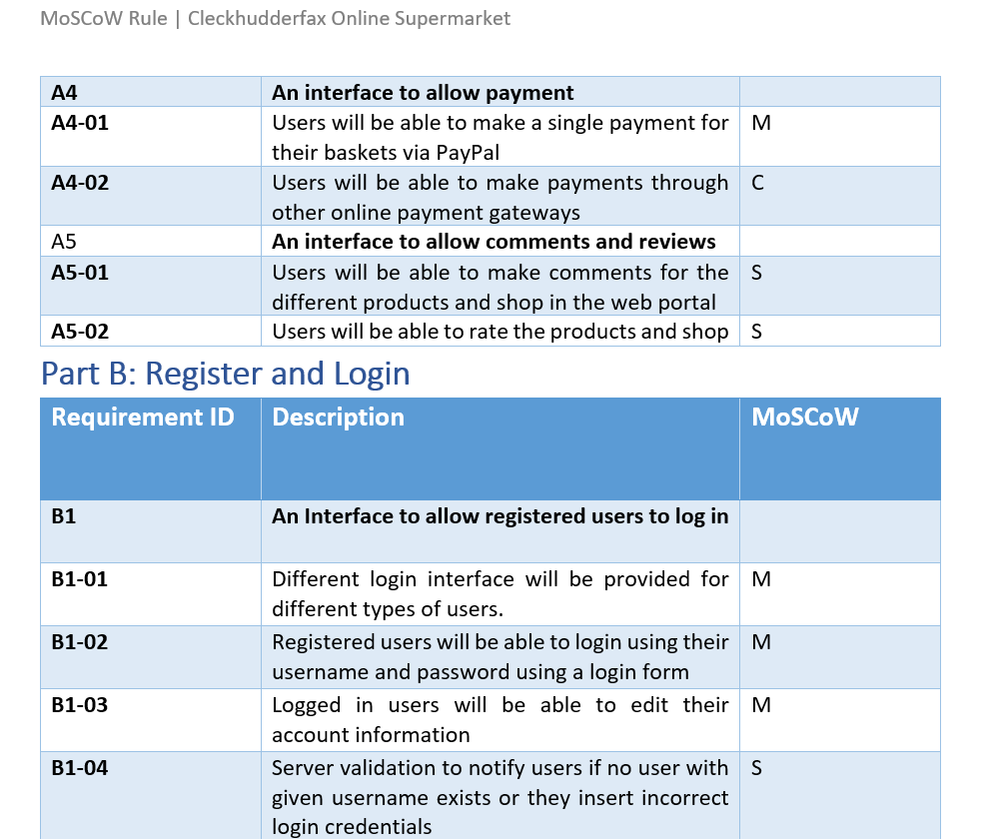 MoSCoW Rule | Cleckhudderfax Online Supermarket
A4 An interface to allow payment
A4-01 Users will be able to make a single payment for M
their baskets via PayPal
A4-02 Users will be able to make payments through C
other online payment gateways
A5 An interface to allow comments and reviews
A5-01 Users will be able to make comments for the S
different products and shop in the web portal
A5-02 Users will be able to rate the products and shop S
Part B: Register and Login
Requirement ID Description MoSCoW
B1 An Interface to allow registered users to log in
B1-01 Different login interface will be provided for M
different types of users.
B1-02 Registered users will be able to login using their M
username and password using a login form
B1-03 Logged in users will be able to edit their M
account information
B1-04 Server validation to notify users if no user with S
given username exists or they insert incorrect
login credentials